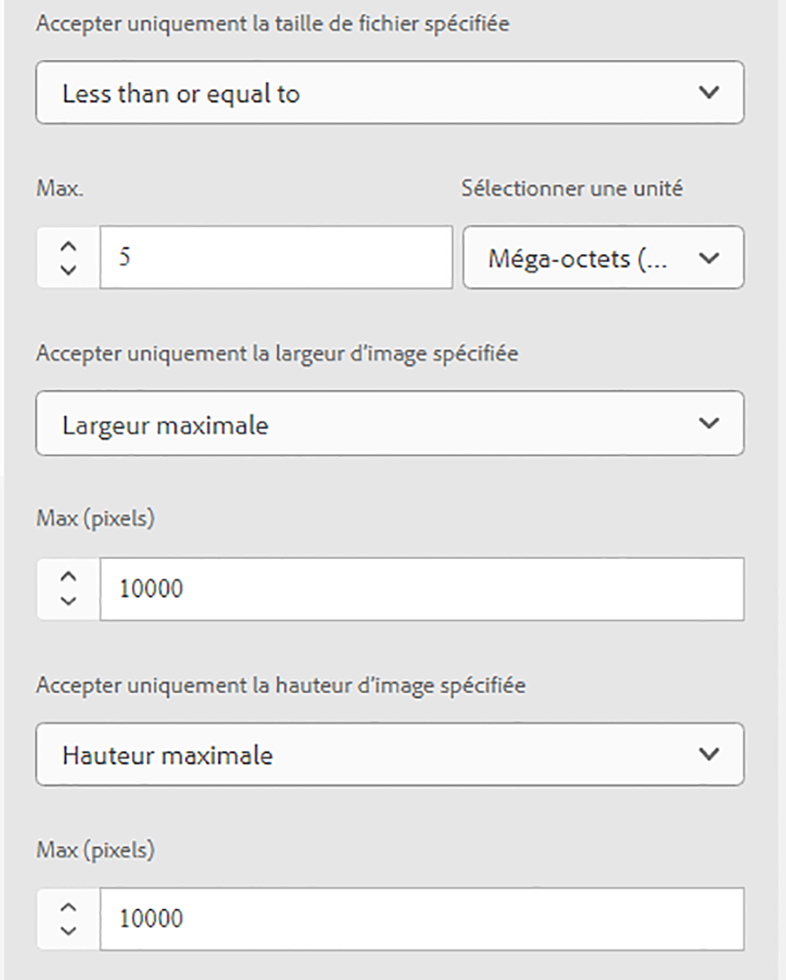 Accepter uniquement la taille de fichier spécifiée
Less than or equal to
Max. Sélectionner une unité
5 Méga-octets (...
Accepter uniquement la largeur d'image spécifiée
Largeur maximale
Max (pixels)
10000
Accepter uniquement la hauteur d'image spécifiée
Hauteur maximale
Max (pixels)
10000